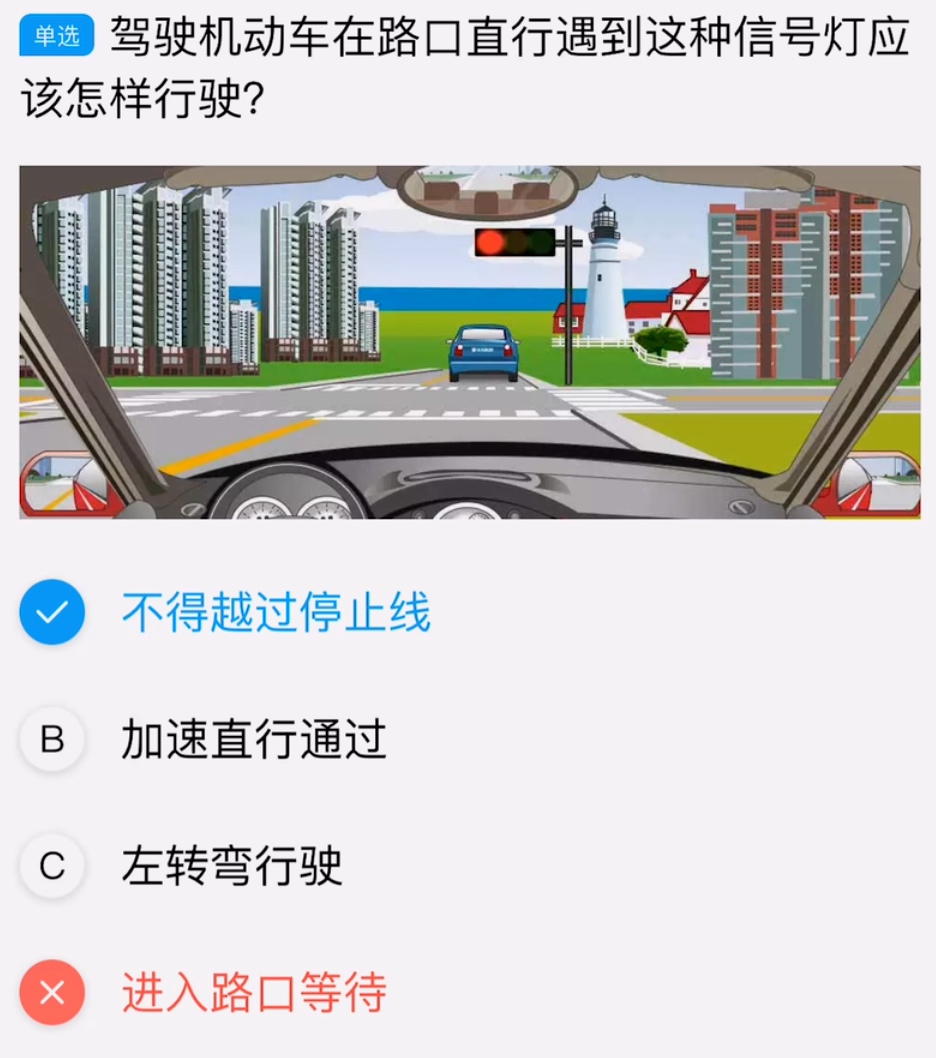 单选 驾驶机动车在路口直行遇到这种信号灯应
该怎样行驶?
不得越过停止线
B 加速直行通过
C 左转弯行驶
进入路口等待